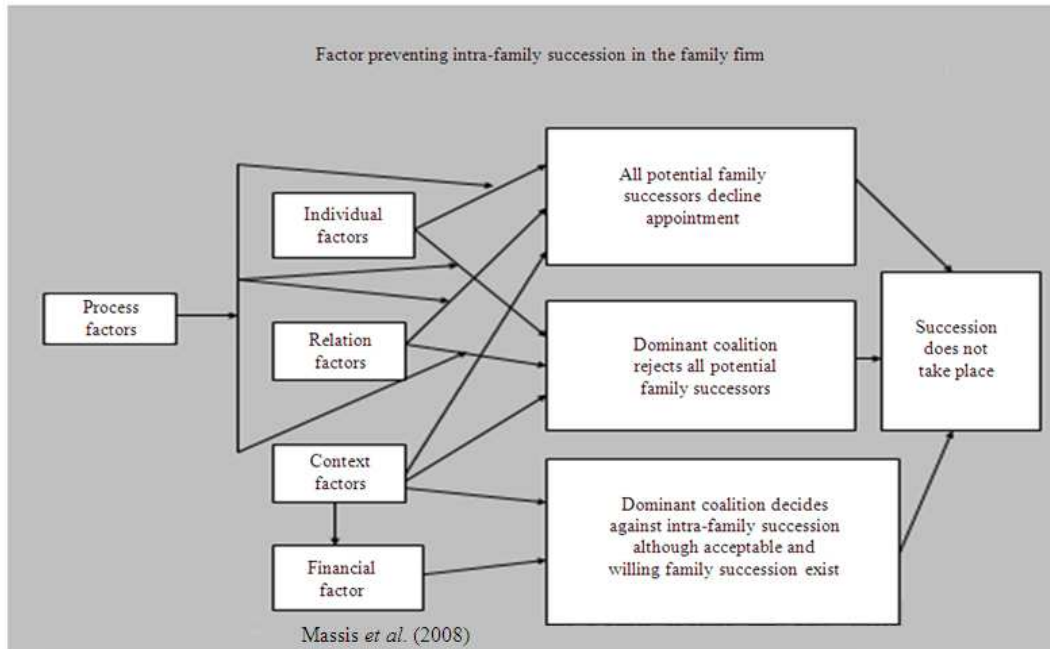 Factor preventing intra-family succession in the family firm
All potential family
successors decline
appointment
Individual
factors
Process
factors
Relation
factors
Dominant coalition
rejects all potential
family successors
Succession
does not
take place
Context
factors
Dominant coalition decides
against intra-family succession
although acceptable and
willing family succession exist
Financial
factor
Massis et al. (2008)